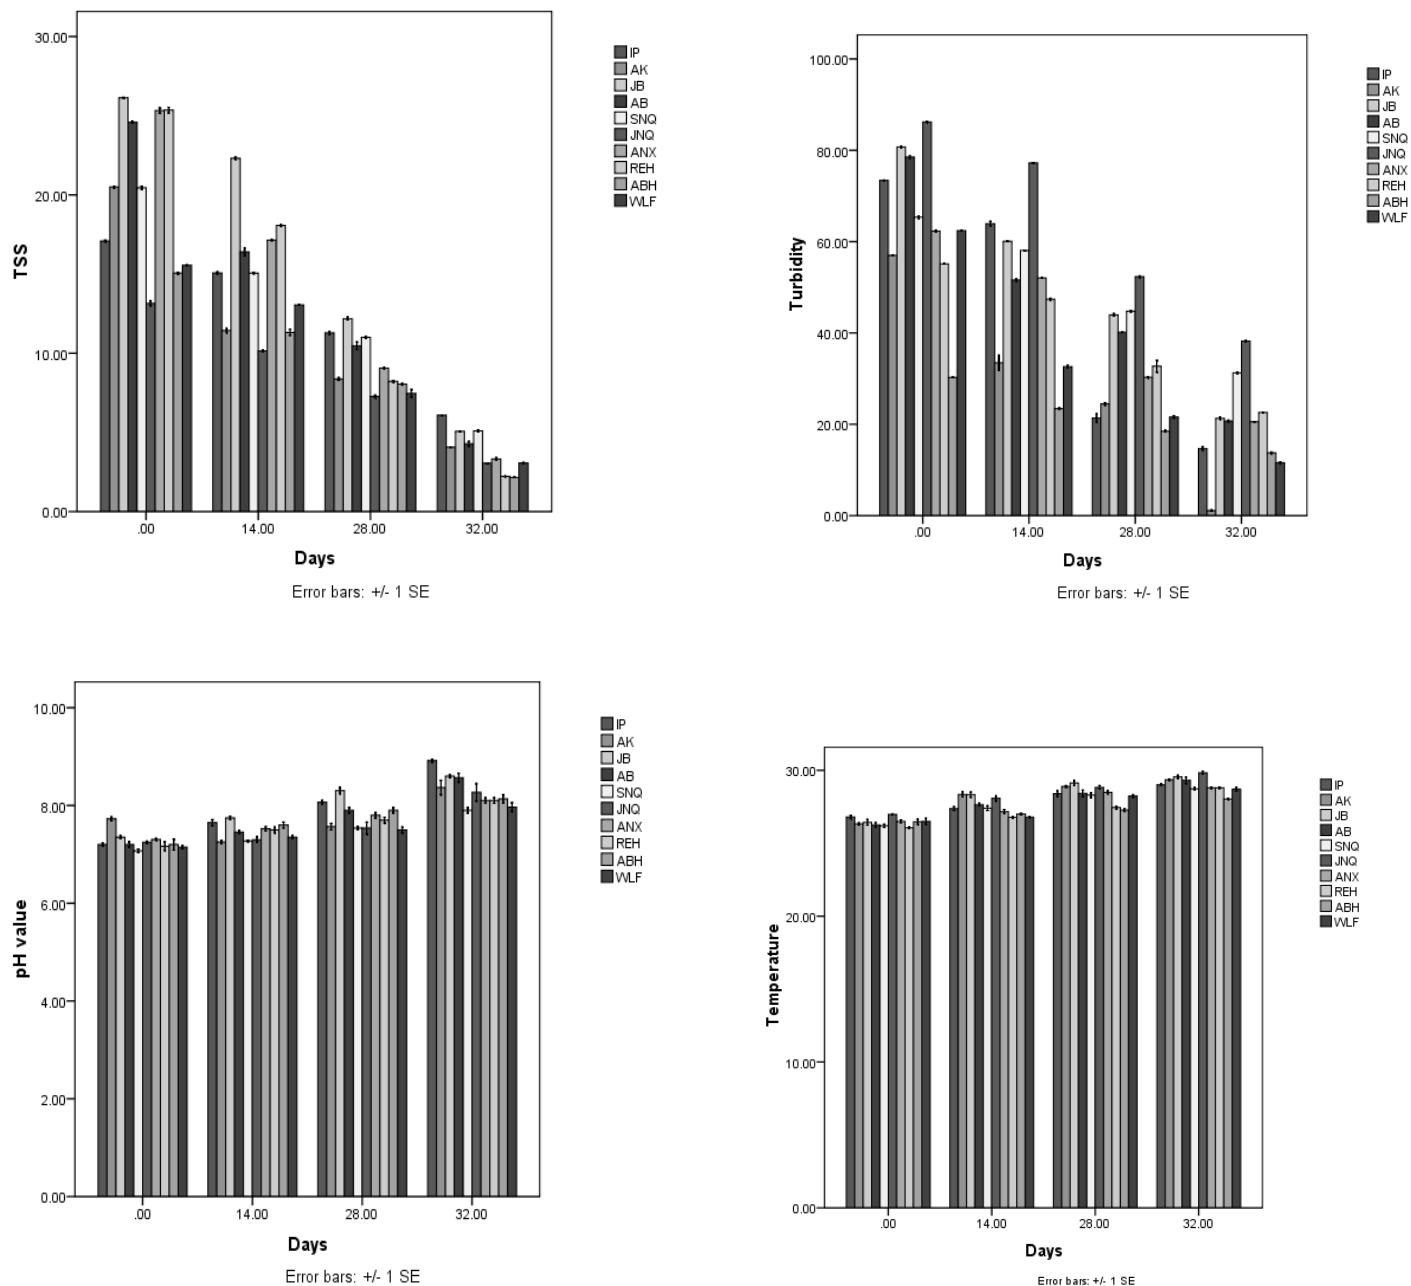 30.00
20.00
10.00
0.00
TSS
.00
14.00
28.00
32.00
Days
Error bars: +/- 1 SE
IP
AK
JB
AB
SNQ
JNQ
ANX
REH
ABH
WLF
100.00
80.00
60.00
40.00
20.00
0.00
Turbidity
.00
14.00
28.00
32.00
Days
Error bars: +/- 1 SE
IP
AK
JB
AB
SNQ
JNQ
ANX
REH
ABH
WLF
10.00
8.00
6.00
4.00
2.00
0.00
pH value
.00
14.00
28.00
32.00
Days
Error bars: +/- 1 SE
IP
AK
JB
AB
SNQ
JNQ
ANX
REH
ABH
WLF
30.00
20.00
10.00
0.00
Temperature
.00
14.00
28.00
32.00
Days
Error bars: +/- 1 SE
IP
AK
JB
AB
SNQ
JNQ
ANX
REH
ABH
WLF